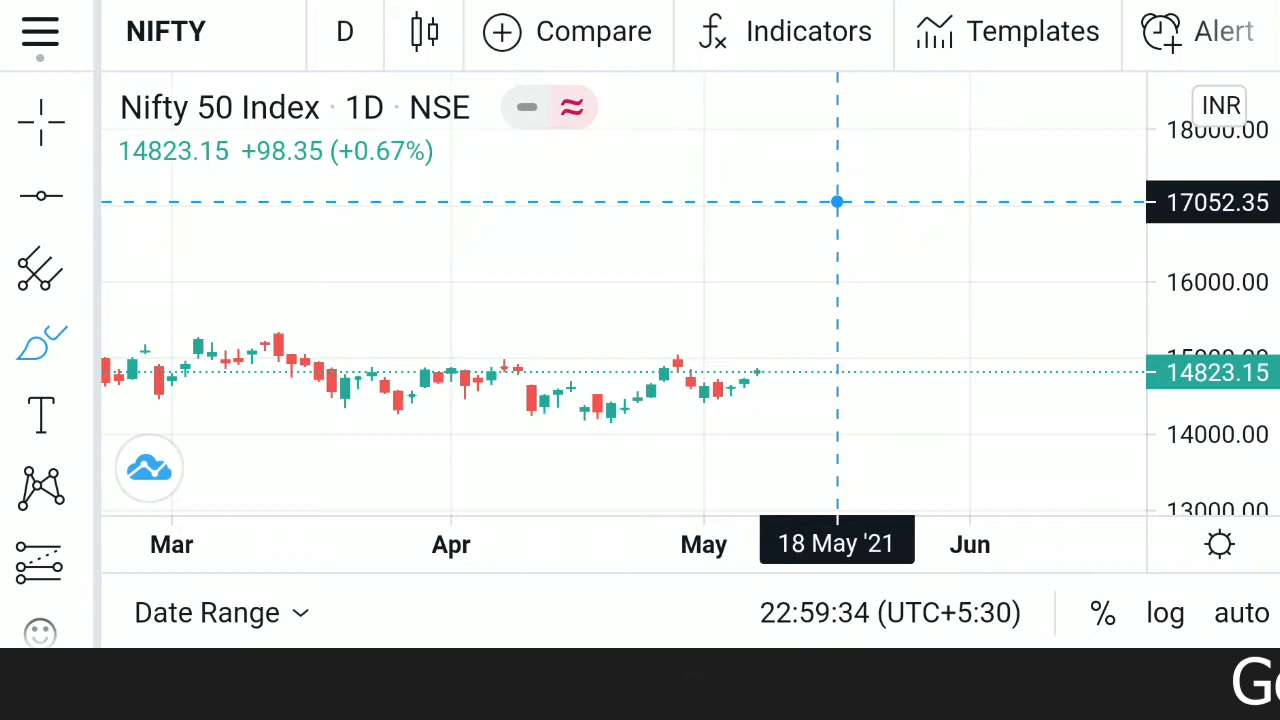 NIFTY D Compare Indicators Templates Alert
Nifty 50 Index · 1D · NSE
14823.15 +98.35 (+0.67%)
INR
18000.00
17052.35
16000.00
15000.00
14823.15
14000.00
13000.00
Mar Apr May 18 May '21 Jun
Date Range 22:59:34 (UTC+5:30) % log auto